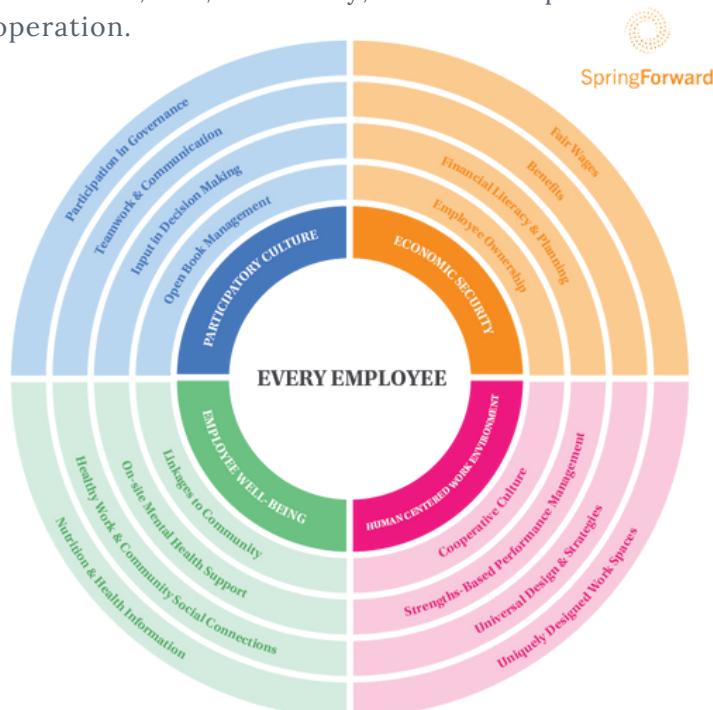 operation.
SpringForward
Participation in Governance
Teamwork & Communication
Input in Decision Making
Open Book Management
PARTICIPATORY CULTURE
Fair Wages
Benefits
Financial Literacy & Planning
Employee Ownership
ECONOMIC SECURITY
EVERY EMPLOYEE
EMPLOYEE WELL-BEING
Linkages to Community
On-site Mental Health Support
Healthy Work & Community Social Connections
Nutrition & Health Information
HUMAN CENTERED WORK ENVIRONMENT
Cooperative Culture
Strengths-Based Performance Management
Universal Design & Strategies
Uniquely Designed Work Spaces